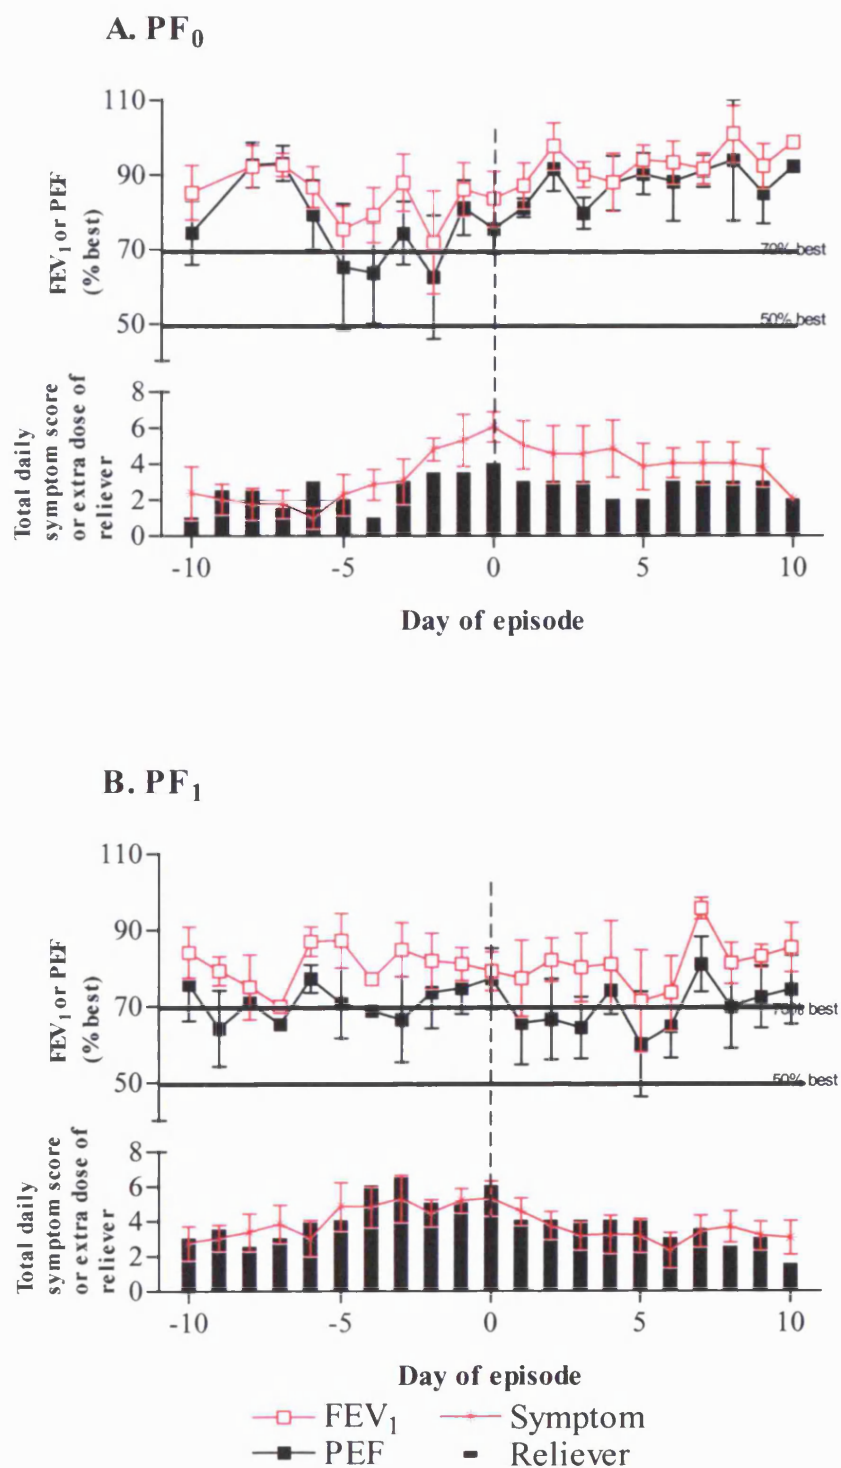 A. PF0
110
90
70
50
FEV1 or PEF
(% best)
70% best
50% best
8
6
4
2
0
Total daily
symptom score
or extra dose of
reliever
-10 -5 0 5 10
Day of episode
B. PF1
110
90
70
50
FEV1 or PEF
(% best)
70% best
50% best
8
6
4
2
0
Total daily
symptom score
or extra dose of
reliever
-10 -5 0 5 10
Day of episode
FEV1 Symptom
PEF Reliever